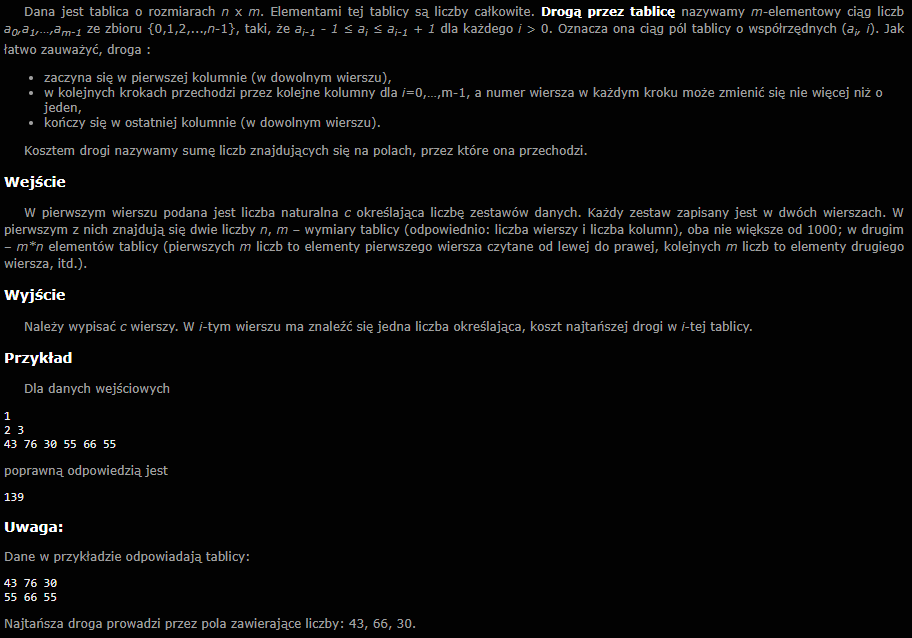 Dana jest tablica o rozmiarach n x m. Elementami tej tablicy są liczby całkowite. Drogą przez tablicę nazywamy m-elementowy ciąg liczb
a0,a1,...,am-1 ze zbioru {0,1,2,...,n-1}, taki, że ai-1 - 1 ≤ ai ≤ ai-1 + 1 dla każdego i > 0. Oznacza ona ciąg pól tablicy o współrzędnych (ai, i). Jak
łatwo zauważyć, droga :
• zaczyna się w pierwszej kolumnie (w dowolnym wierszu),
• w kolejnych krokach przechodzi przez kolejne kolumny dla i=0,...,m-1, a numer wiersza w każdym kroku może zmienić się nie więcej niż o
jeden,
• kończy się w ostatniej kolumnie (w dowolnym wierszu).
Kosztem drogi nazywamy sumę liczb znajdujących się na polach, przez które ona przechodzi.
Wejście
W pierwszym wierszu podana jest liczba naturalna c określająca liczbę zestawów danych. Każdy zestaw zapisany jest w dwóch wierszach. W
pierwszym z nich znajdują się dwie liczby n, m – wymiary tablicy (odpowiednio: liczba wierszy i liczba kolumn), oba nie większe od 1000; w drugim
– m*n elementów tablicy (pierwszych m liczb to elementy pierwszego wiersza czytane od lewej do prawej, kolejnych m liczb to elementy drugiego
wiersza, itd.).
Wyjście
Należy wypisać c wierszy. W i-tym wierszu ma znaleźć się jedna liczba określająca, koszt najtańszej drogi w i-tej tablicy.
Przykład
Dla danych wejściowych
1
2 3
43 76 30 55 66 55
poprawną odpowiedzią jest
139
Uwaga:
Dane w przykładzie odpowiadają tablicy:
43 76 30
55 66 55
Najtańsza droga prowadzi przez pola zawierające liczby: 43, 66, 30.